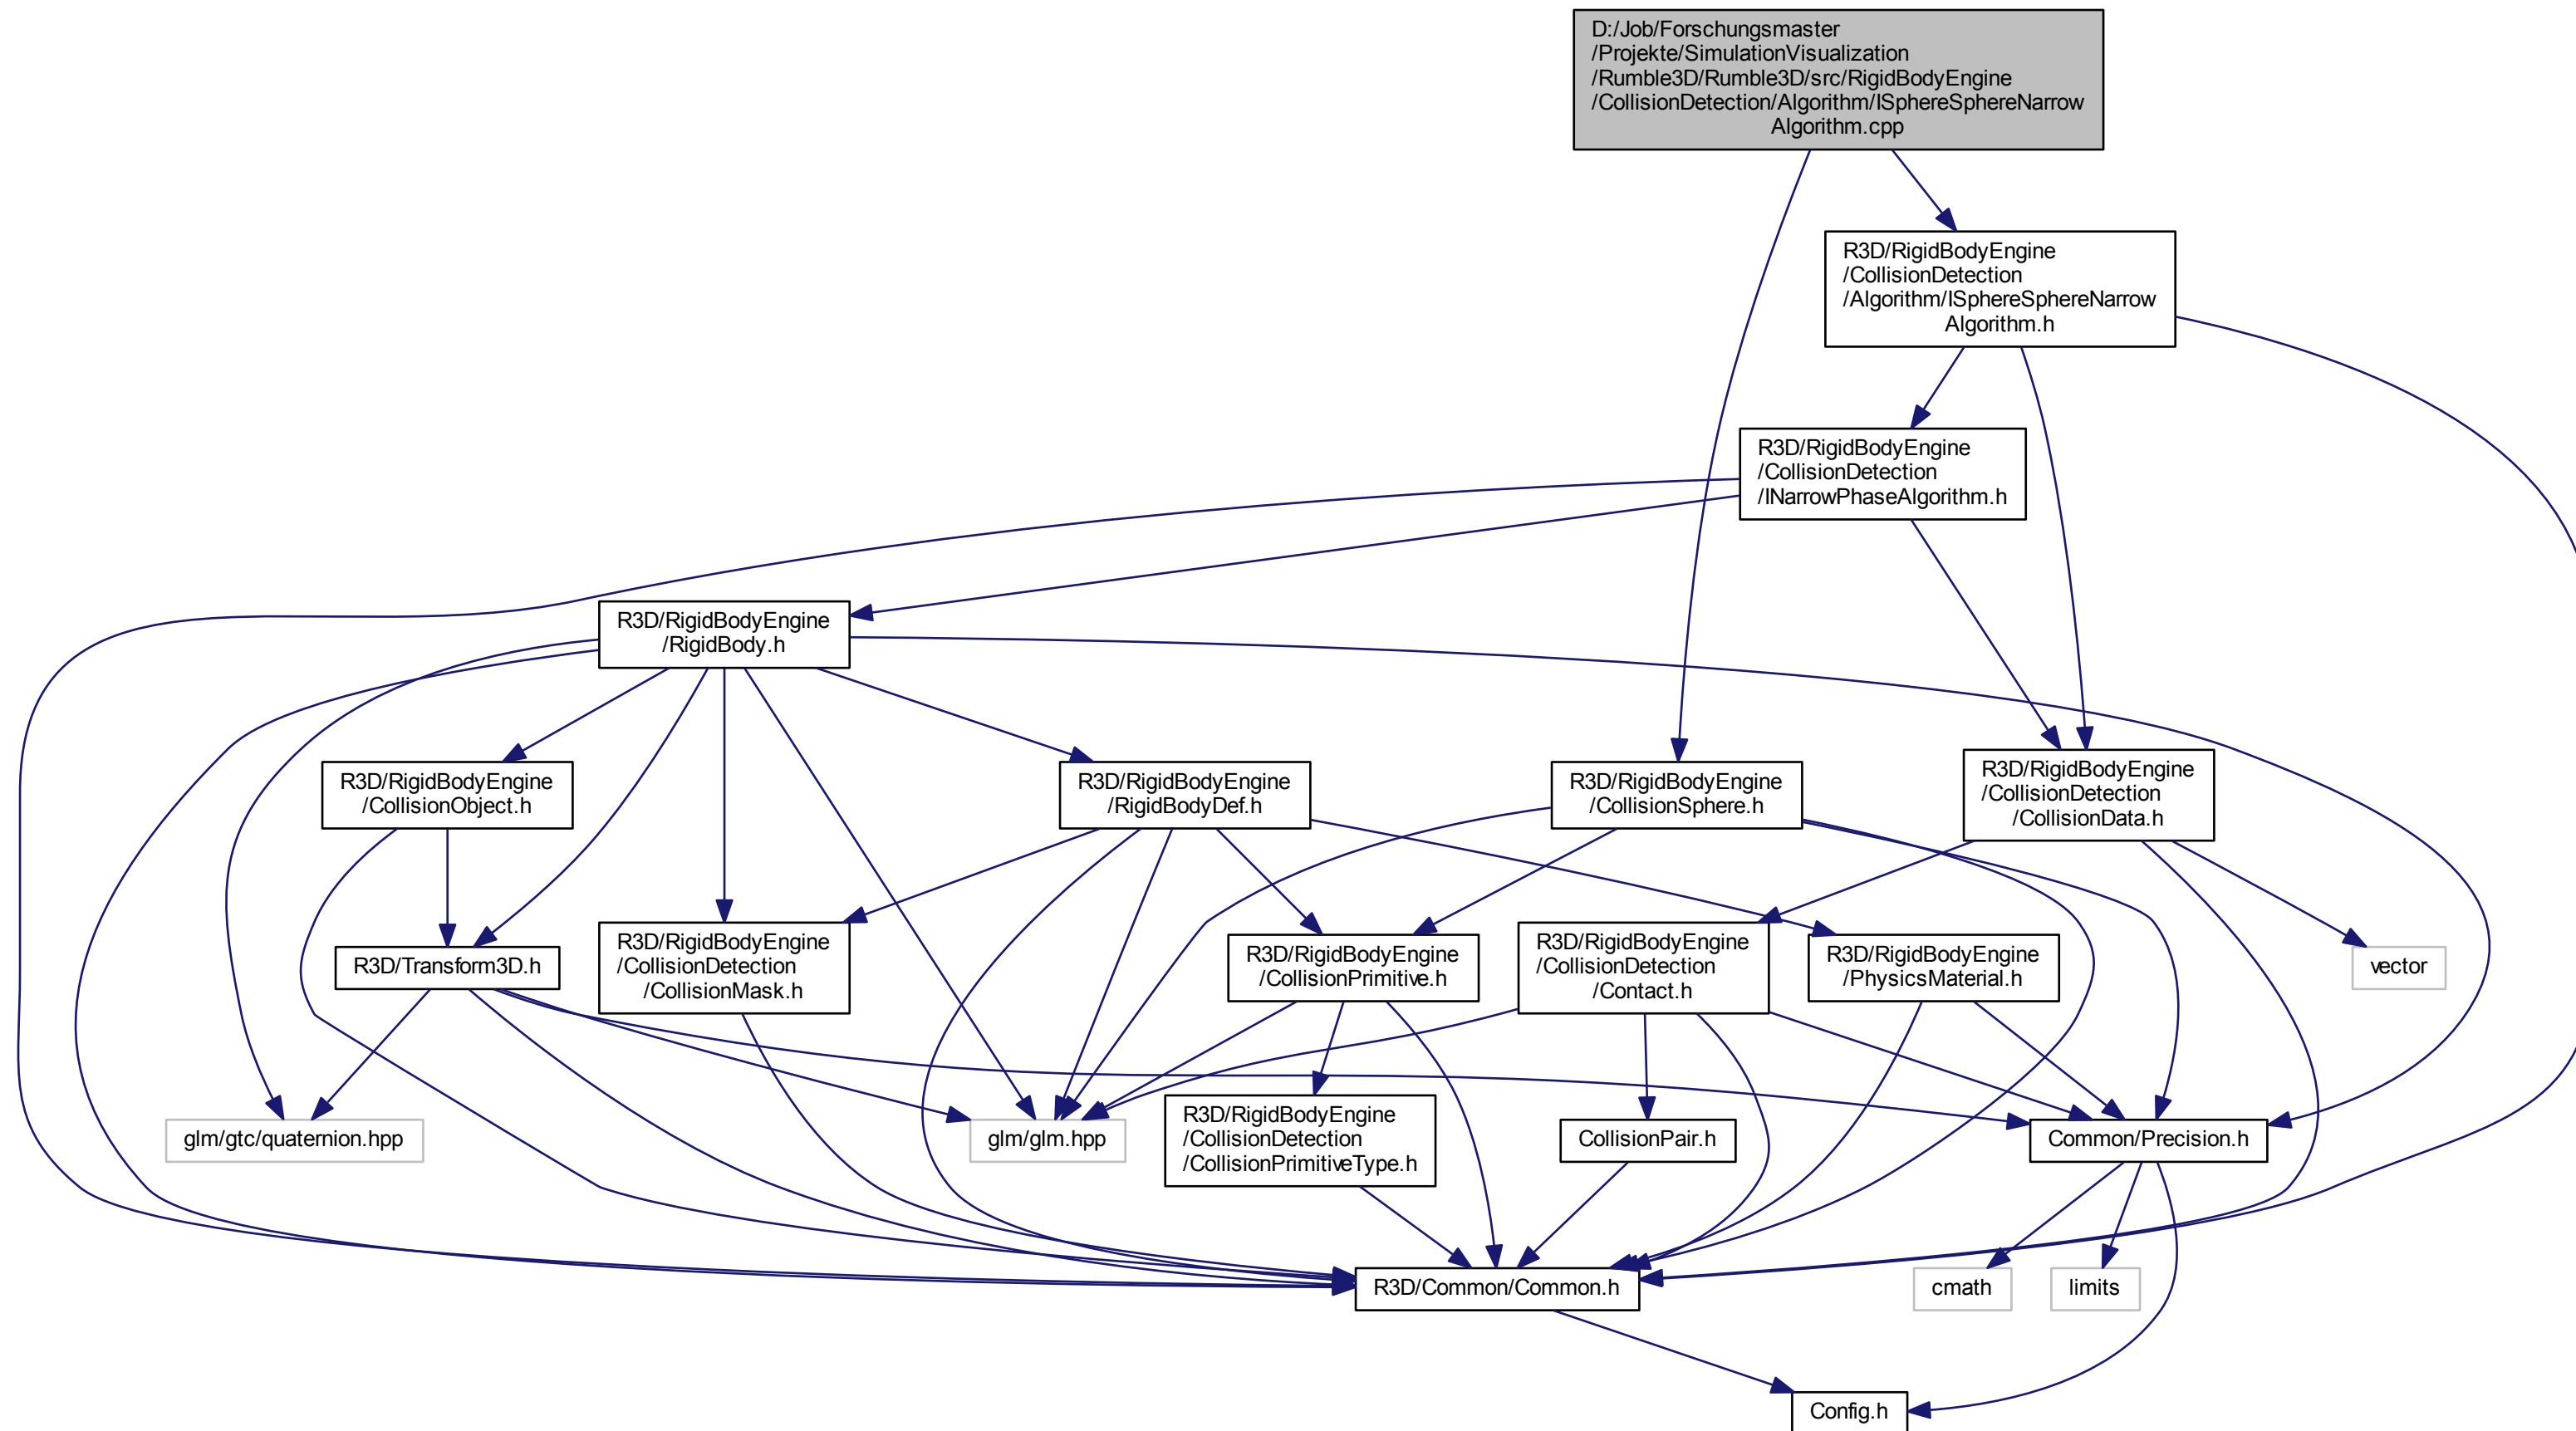 D:/Job/Forschungsmaster
/Projekte/SimulationVisualization
/Rumble3D/Rumble3D/src/RigidBodyEngine
/CollisionDetection/Algorithm/ISphereSphereNarrow
Algorithm.cpp
R3D/RigidBodyEngine
/CollisionDetection
/Algorithm/ISphereSphereNarrow
Algorithm.h
R3D/RigidBodyEngine
/CollisionDetection
/INarrowPhaseAlgorithm.h
R3D/RigidBodyEngine
/RigidBody.h
R3D/RigidBodyEngine
/CollisionObject.h
R3D/RigidBodyEngine
/RigidBodyDef.h
R3D/RigidBodyEngine
/CollisionSphere.h
R3D/RigidBodyEngine
/CollisionDetection
/CollisionData.h
R3D/Transform3D.h
R3D/RigidBodyEngine
/CollisionDetection
/CollisionMask.h
R3D/RigidBodyEngine
/CollisionPrimitive.h
R3D/RigidBodyEngine
/CollisionDetection
/Contact.h
R3D/RigidBodyEngine
/PhysicsMaterial.h
vector
glm/gtc/quaternion.hpp
glm/glm.hpp
R3D/RigidBodyEngine
/CollisionDetection
/CollisionPrimitiveType.h
CollisionPair.h
Common/Precision.h
R3D/Common/Common.h
cmath
limits
Config.h